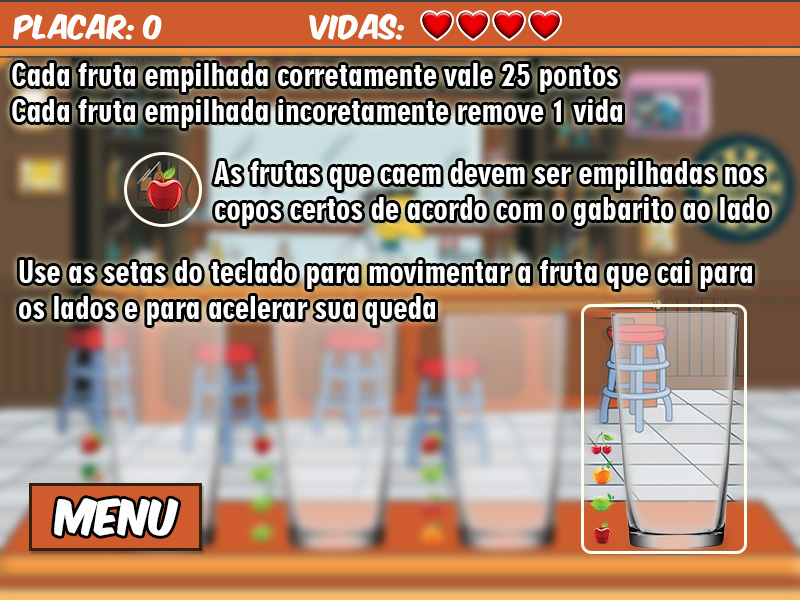 PLACAR: 0 VIDAS:
Cada fruta empilhada corretamente vale 25 pontos
Cada fruta empilhada incoretamente remove 1 vida
As frutas que caem devem ser empilhadas nos
copos certos de acordo com o gabarito ao lado
Use as setas do teclado para movimentar a fruta que cai para
os lados e para acelerar sua queda
MENU